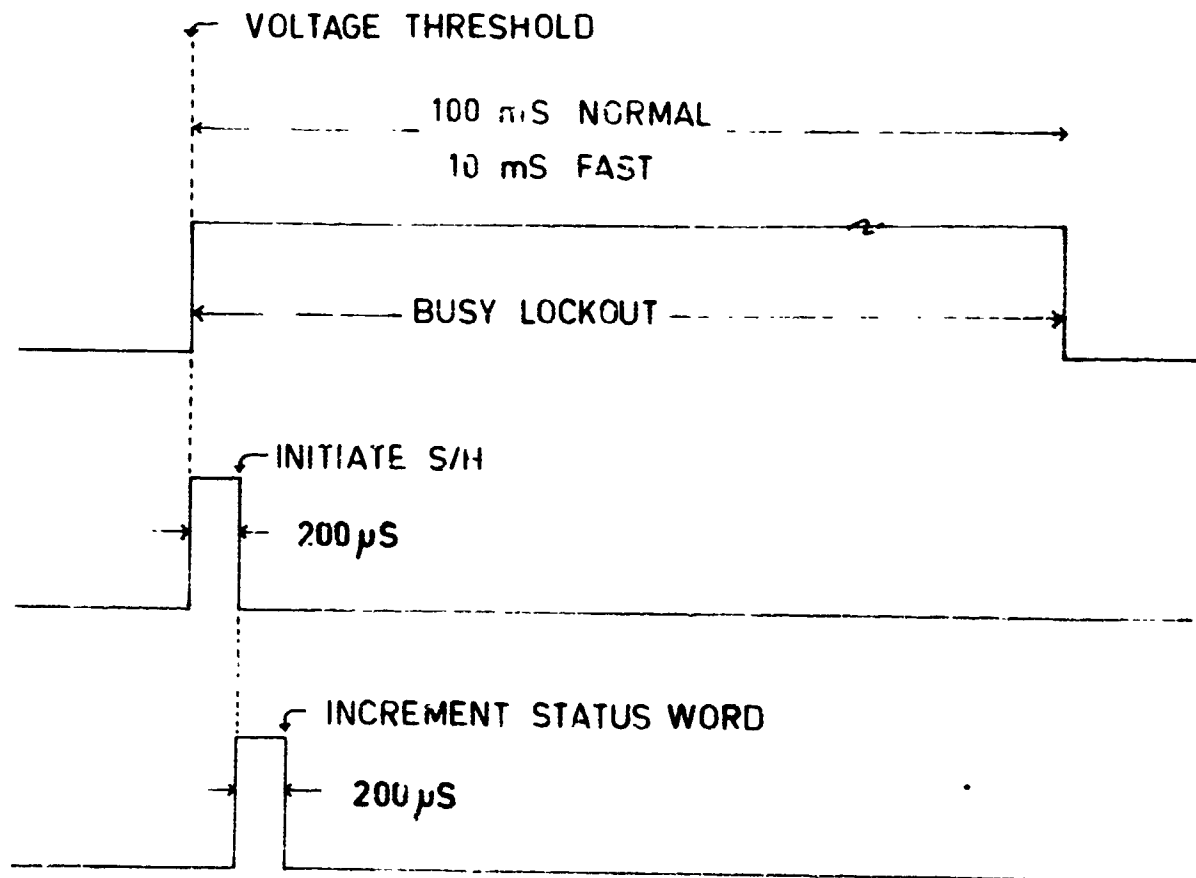 VOLTAGE THRESHOLD
100 mS NORMAL
10 mS FAST
BUSY LOCKOUT
INITIATE S/H
200 µS
INCREMENT STATUS WORD
200 µS